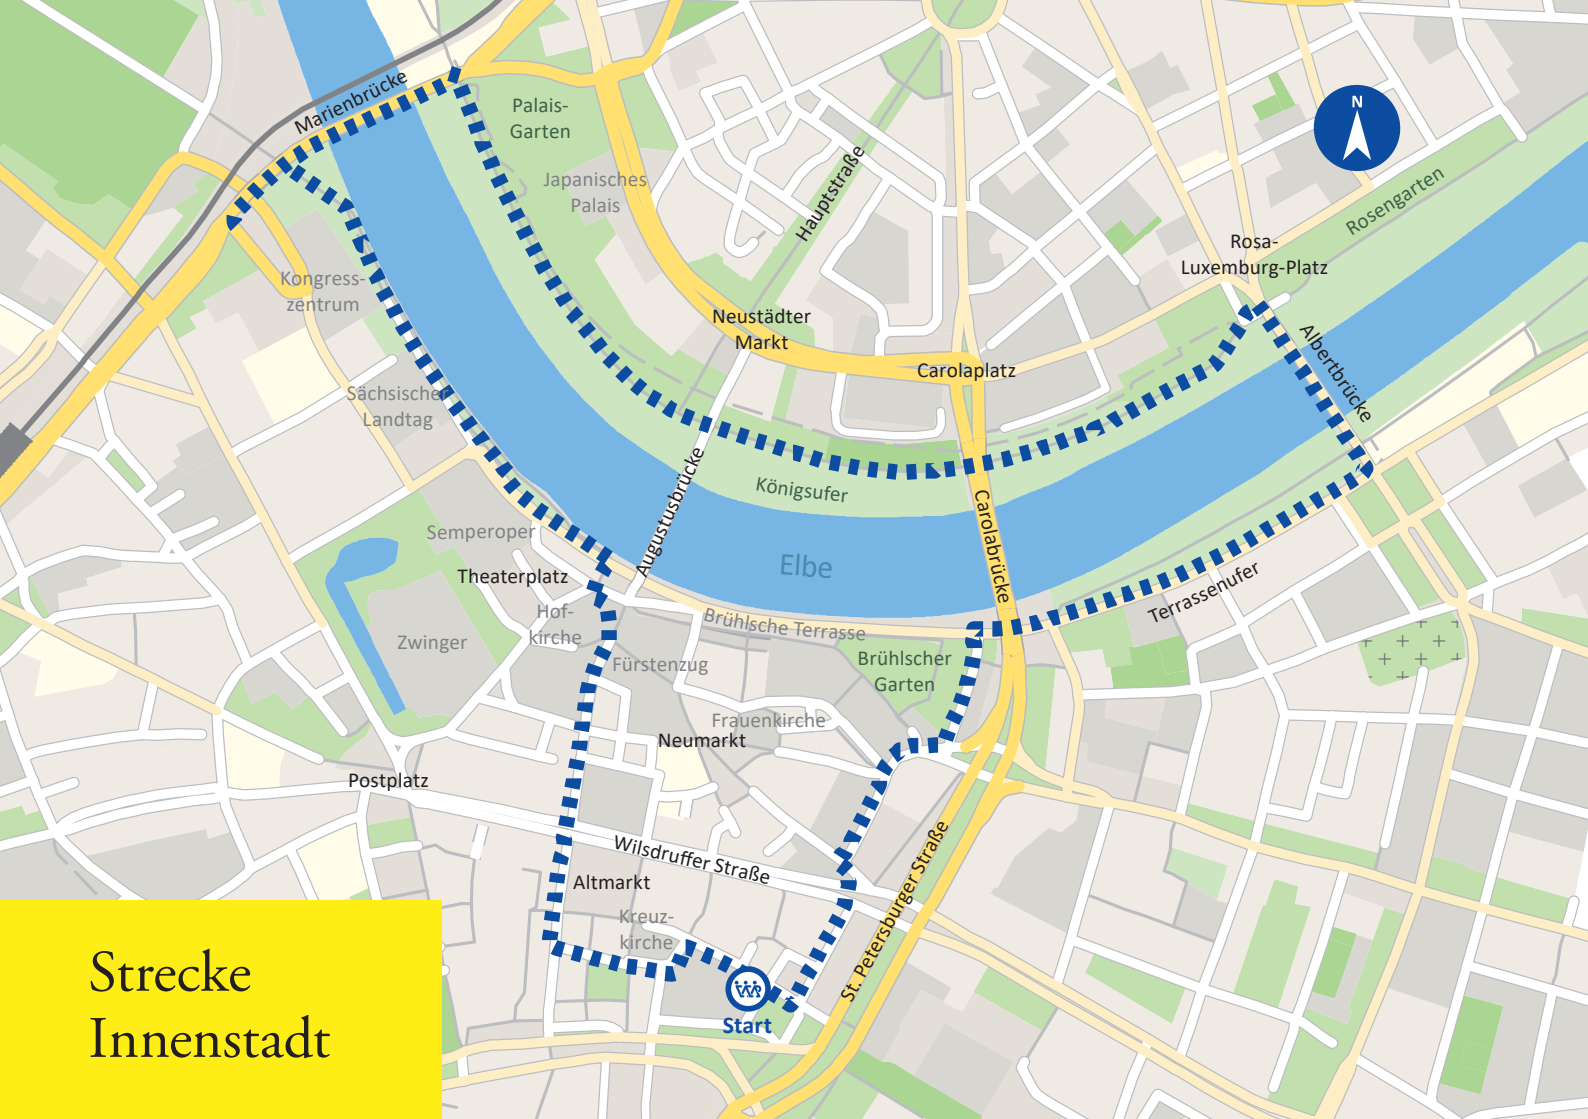 Marienbrücke
Palais-
Garten
Japanisches
Palais
Hauptstraße
N
Rosengarten
Rosa-
Luxemburg-Platz
Kongress-
zentrum
Neustädter
Markt
Carolaplatz
Albertbrücke
Sächsischer
Landtag
Augustusbrücke
Königsufer
Carolabrücke
Semperoper
Elbe
Theaterplatz
Terrassenufer
Hof-
kirche
Brühlsche Terrasse
Zwinger
Fürstenzug
Brühlscher
Garten
Frauenkirche
Neumarkt
Postplatz
Wilsdruffer Straße
Altmarkt
St. Petersburger Straße
Kreuz-
kirche
Start
Strecke
Innenstadt